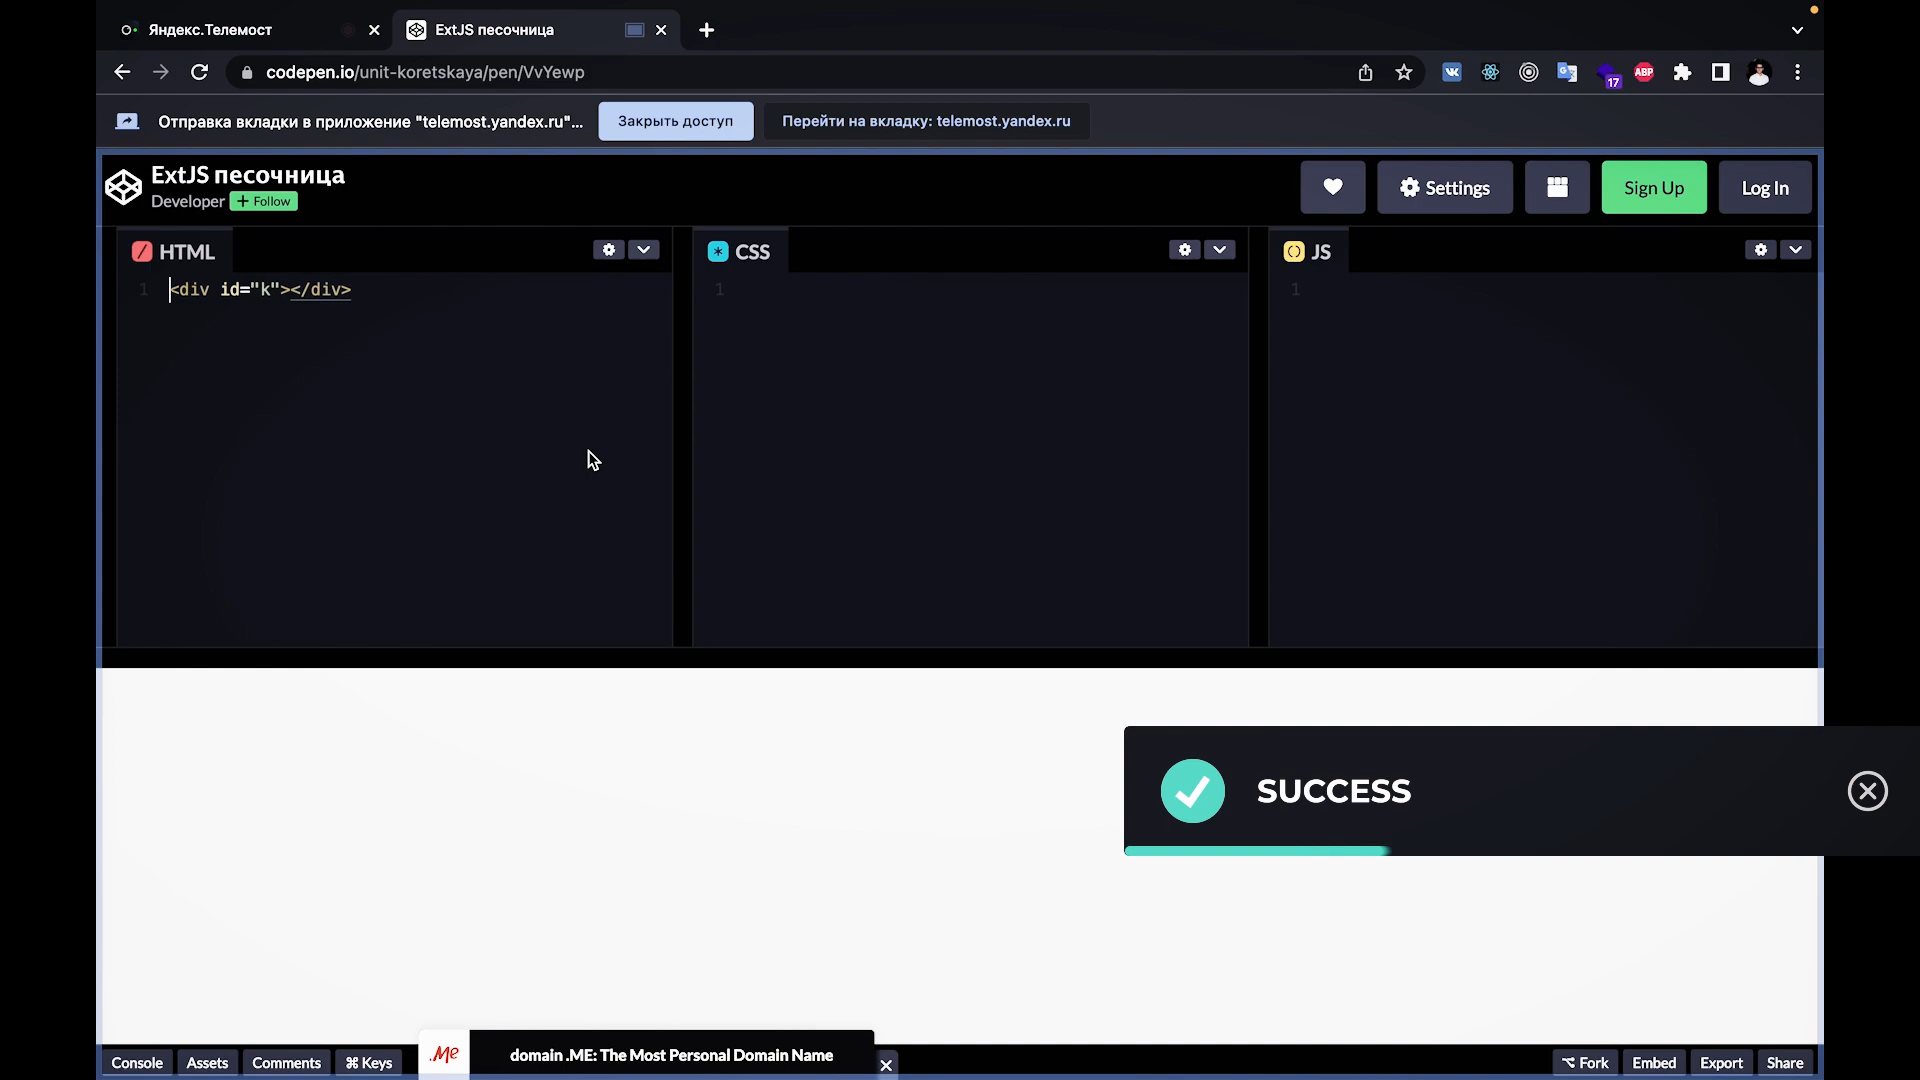 Яндекс.Телемост
ExtJS песочница
codepen.io/unit-koretskaya/pen/VvYewp
17
ABP
Отправка вкладки в приложение "telemost.yandex.ru"...
Закрыть доступ
Перейти на вкладку: telemost.yandex.ru
ExtJS песочница
Developer
+ Follow
Settings
Sign Up
Log In
HTML
CSS
JS
1 <div id="k"></div>
1
1
SUCCESS
Console
Assets
Comments
⌘ Keys
.Me
domain .ME: The Most Personal Domain Name
Fork
Embed
Export
Share